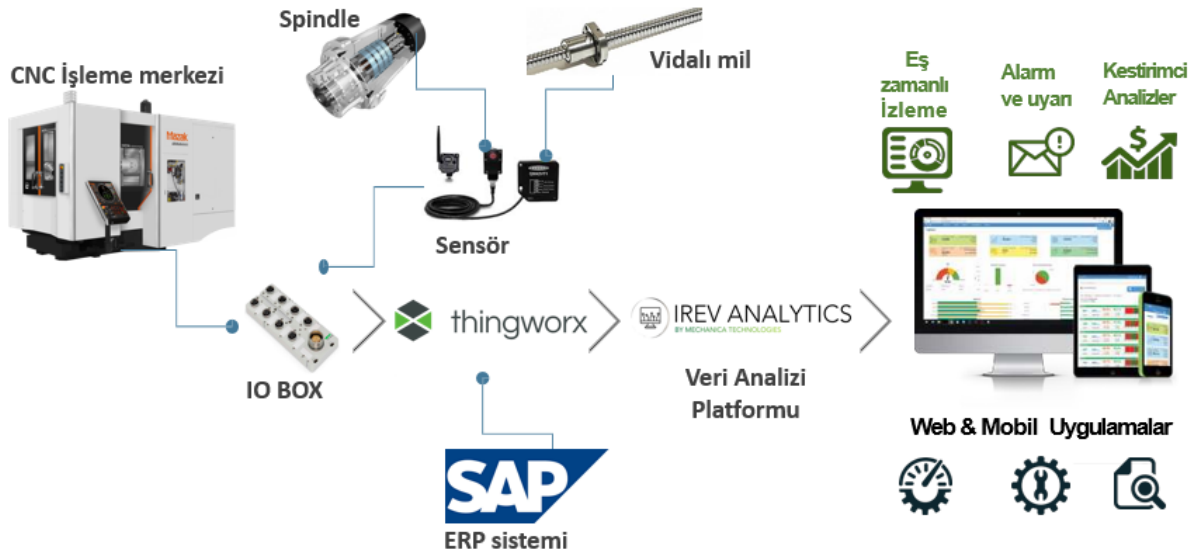 Spindle
CNC İşleme merkezi
Mazak
Vidalı mil
Sensör
IO BOX
thingworx
SAP
ERP sistemi
IREV ANALYTICS
BY MECHANICA TECHNOLOGIES
Veri Analizi
Platformu
Eş
zamanlı
İzleme
Alarm
ve uyarı
Kestirimci
Analizler
Web & Mobil Uygulamalar